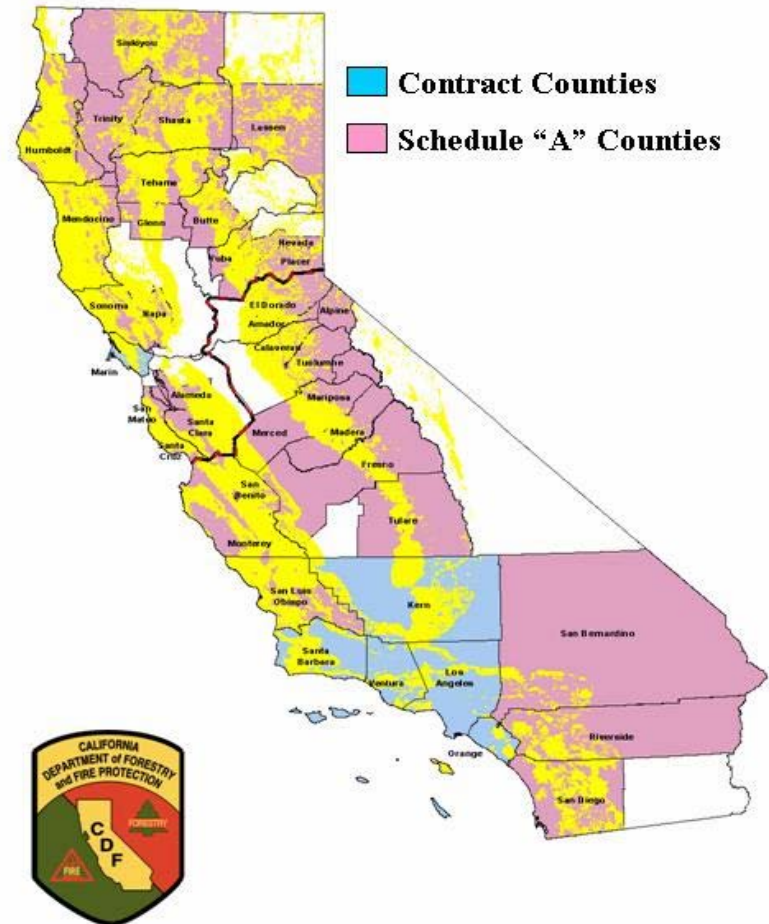 Siskiyou
Contract Counties
Schedule “A” Counties
Trinity
Shasta
Lassen
Humboldt
Tehama
Mendocino
Glenn
Butte
Nevada
Yuba
Placer
Sonoma
Napa
El Dorado
Alpine
Amador
Calaveras
Tuolumne
Marin
Alameda
Mariposa
San
Mateo
Santa
Clara
Merced
Madera
Santa
Cruz
Fresno
San
Benito
Tulare
Monterey
San Luis
Obispo
Kern
San Bernardino
Santa
Barbara
Los
Angeles
Ventura
Riverside
Orange
San Diego
CALIFORNIA
DEPARTMENT of FORESTRY
and FIRE PROTECTION
FORESTRY
C
D
F
FIRE